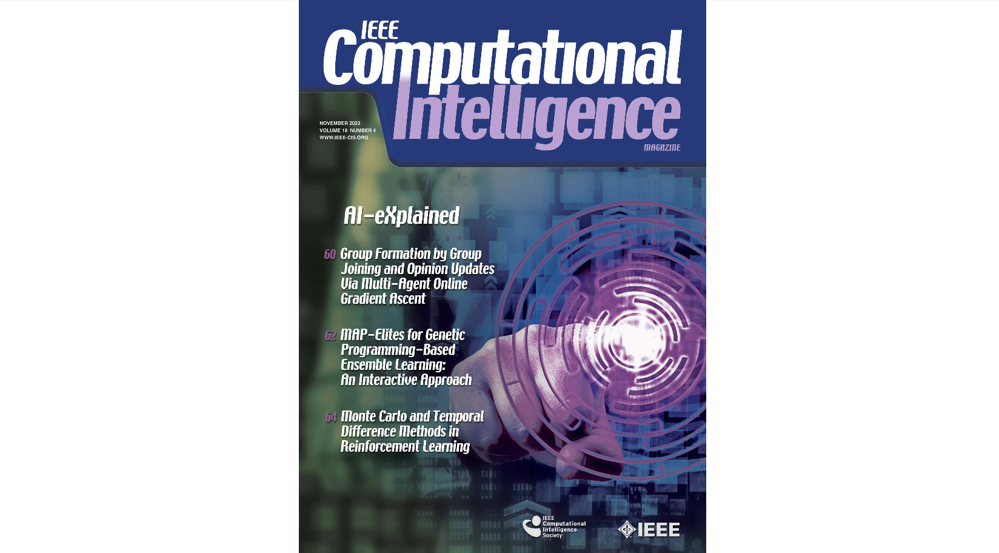 IEEE
Computational
Intelligence
MAGAZINE
NOVEMBER 2023
VOLUME 18 NUMBER 4
WWW.IEEE-CIS.ORG
AI-eXplained
60 Group Formation by Group
Joining and Opinion Updates
Via Multi-Agent Online
Gradient Ascent
62 MAP-Elites for Genetic
Programming-Based
Ensemble Learning:
An Interactive Approach
64 Monte Carlo and Temporal
Difference Methods in
Reinforcement Learning
IEEE
Computational
Intelligence
Society
IEEE